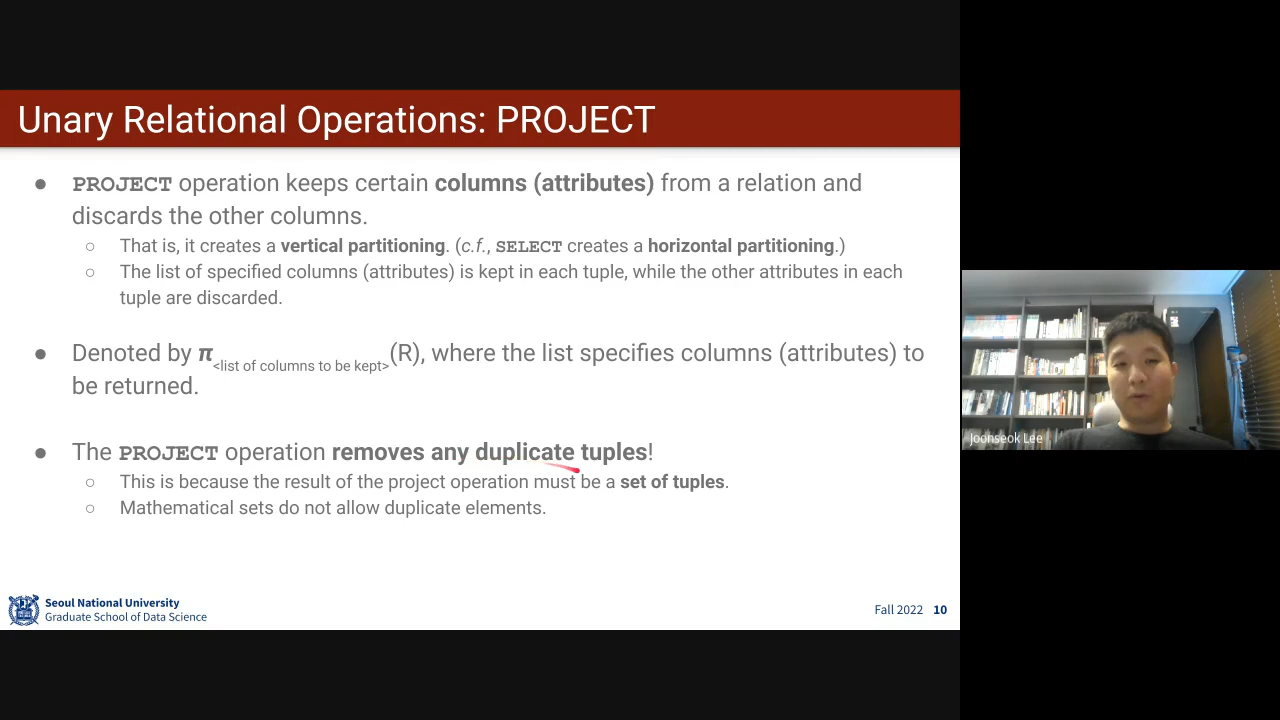 Unary Relational Operations: PROJECT
● PROJECT operation keeps certain columns (attributes) from a relation and
discards the other columns.
○ That is, it creates a vertical partitioning. (c.f., SELECT creates a horizontal partitioning.)
○ The list of specified columns (attributes) is kept in each tuple, while the other attributes in each
tuple are discarded.
● Denoted by π<list of columns to be kept>(R), where the list specifies columns (attributes) to
be returned.
● The PROJECT operation removes any duplicate tuples!
○ This is because the result of the project operation must be a set of tuples.
○ Mathematical sets do not allow duplicate elements.
Seoul National University
Graduate School of Data Science
Fall 2022 10
Joonseok Lee